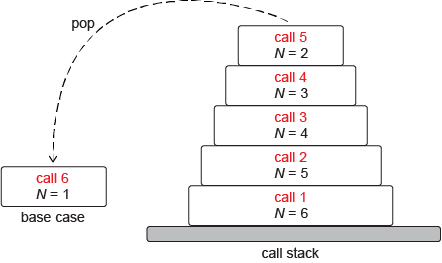 pop
call 5
N = 2
call 4
N = 3
call 3
N = 4
call 2
N = 5
call 1
N = 6
call 6
N = 1
base case
call stack